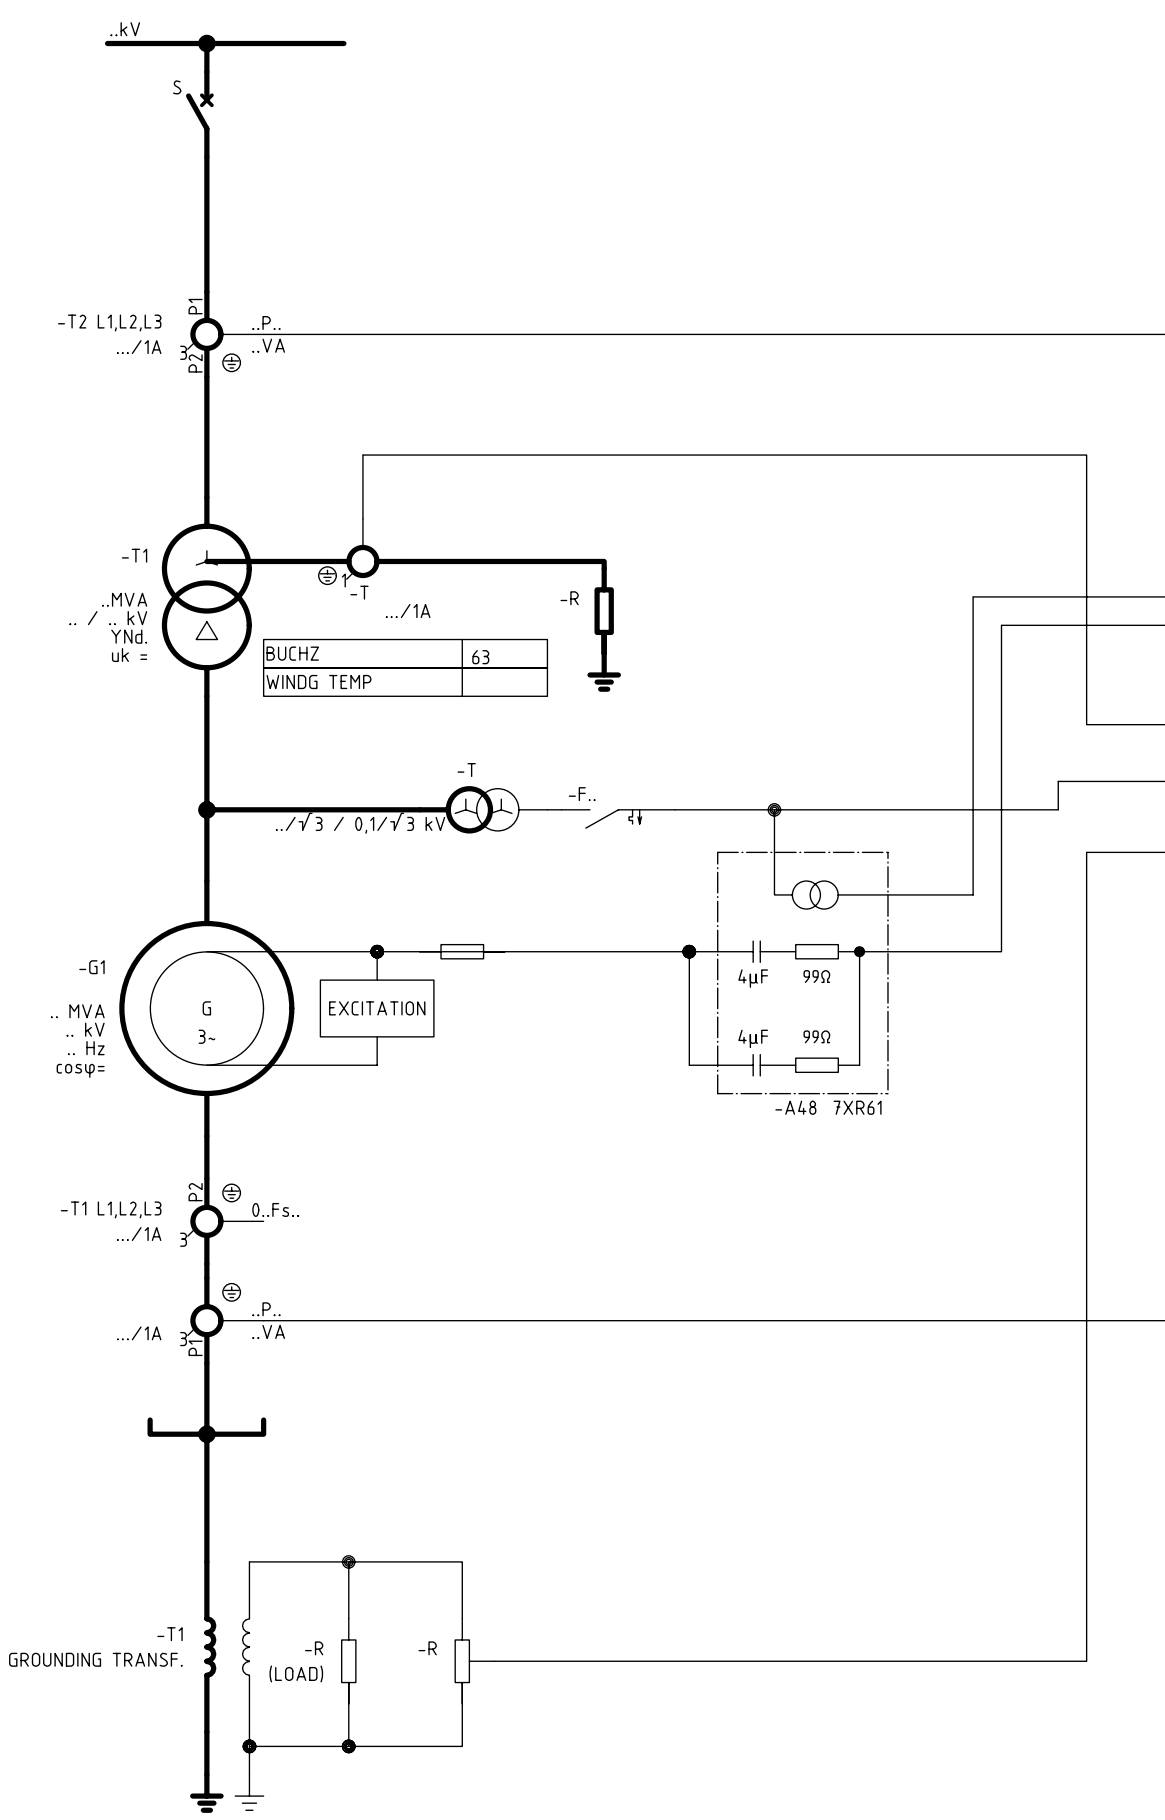 ..kV
S
P1
-T2 L1,L2,L3
..P..
.../1A
3
P2
..VA
-T1
1
-T
.../1A
-R
..MVA
.. / .. kV
YNd.
uk =
BUCHZ 63
WINDG TEMP
-T
-F..
../√3 / 0,1/√3 kV
-G1
.. MVA
.. kV
.. Hz
cosφ=
G
3~
EXCITATION
4µF 99Ω
4µF 99Ω
-A48 7XR61
P2
-T1 L1,L2,L3
0..Fs..
.../1A
3
..P..
.../1A
3
P1
..VA
-T1
GROUNDING TRANSF.
-R
(LOAD)
-R